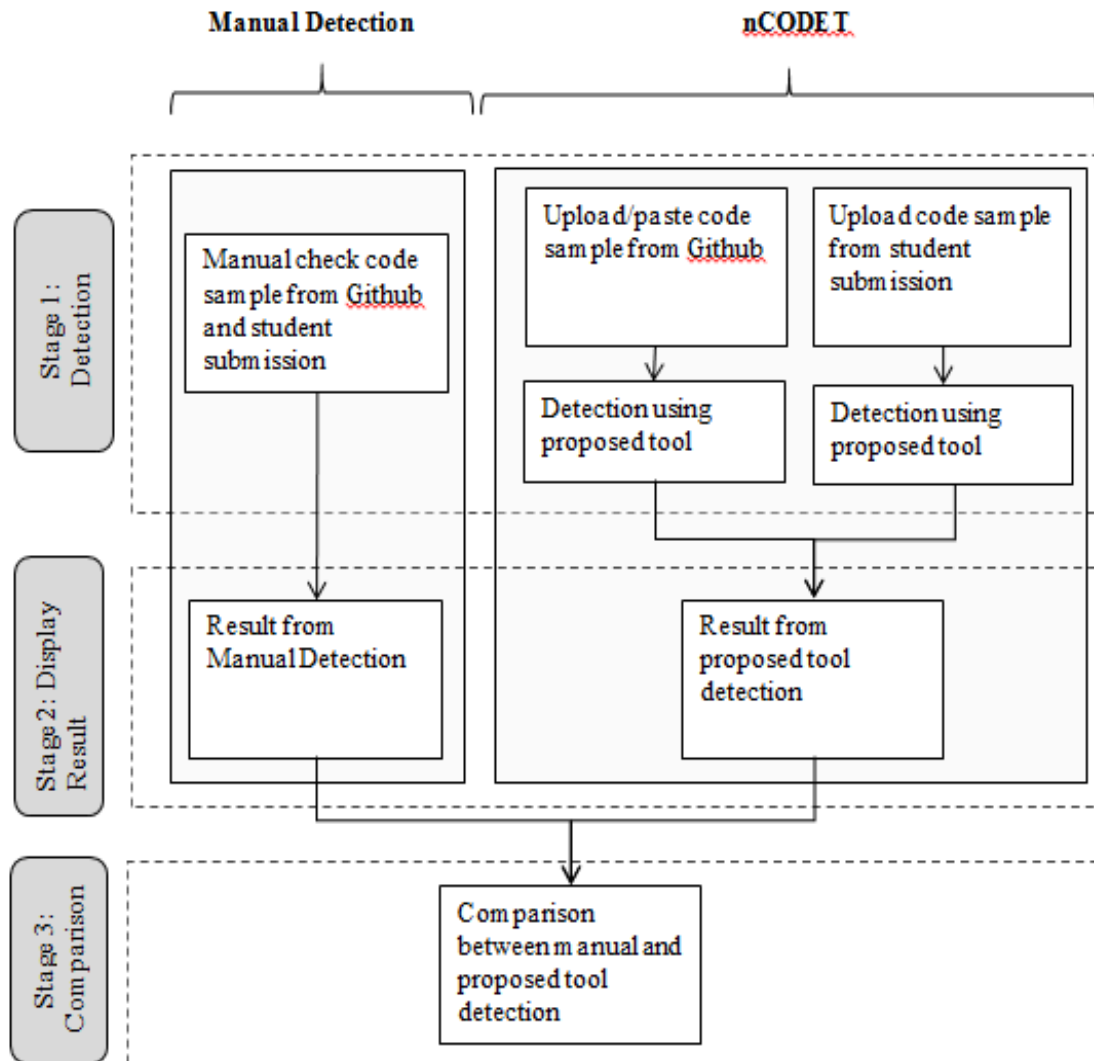 Manual Detection
nCODET
Stage 1:
Detection
Manual check code
sample from Github
and student
submission
Upload/paste code
sample from Github
Upload code sample
from student
submission
Detection using
proposed tool
Detection using
proposed tool
Stage 2: Display
Result
Result from
Manual Detection
Result from
proposed tool
detection
Stage 3:
Comparison
Comparison
between manual and
proposed tool
detection